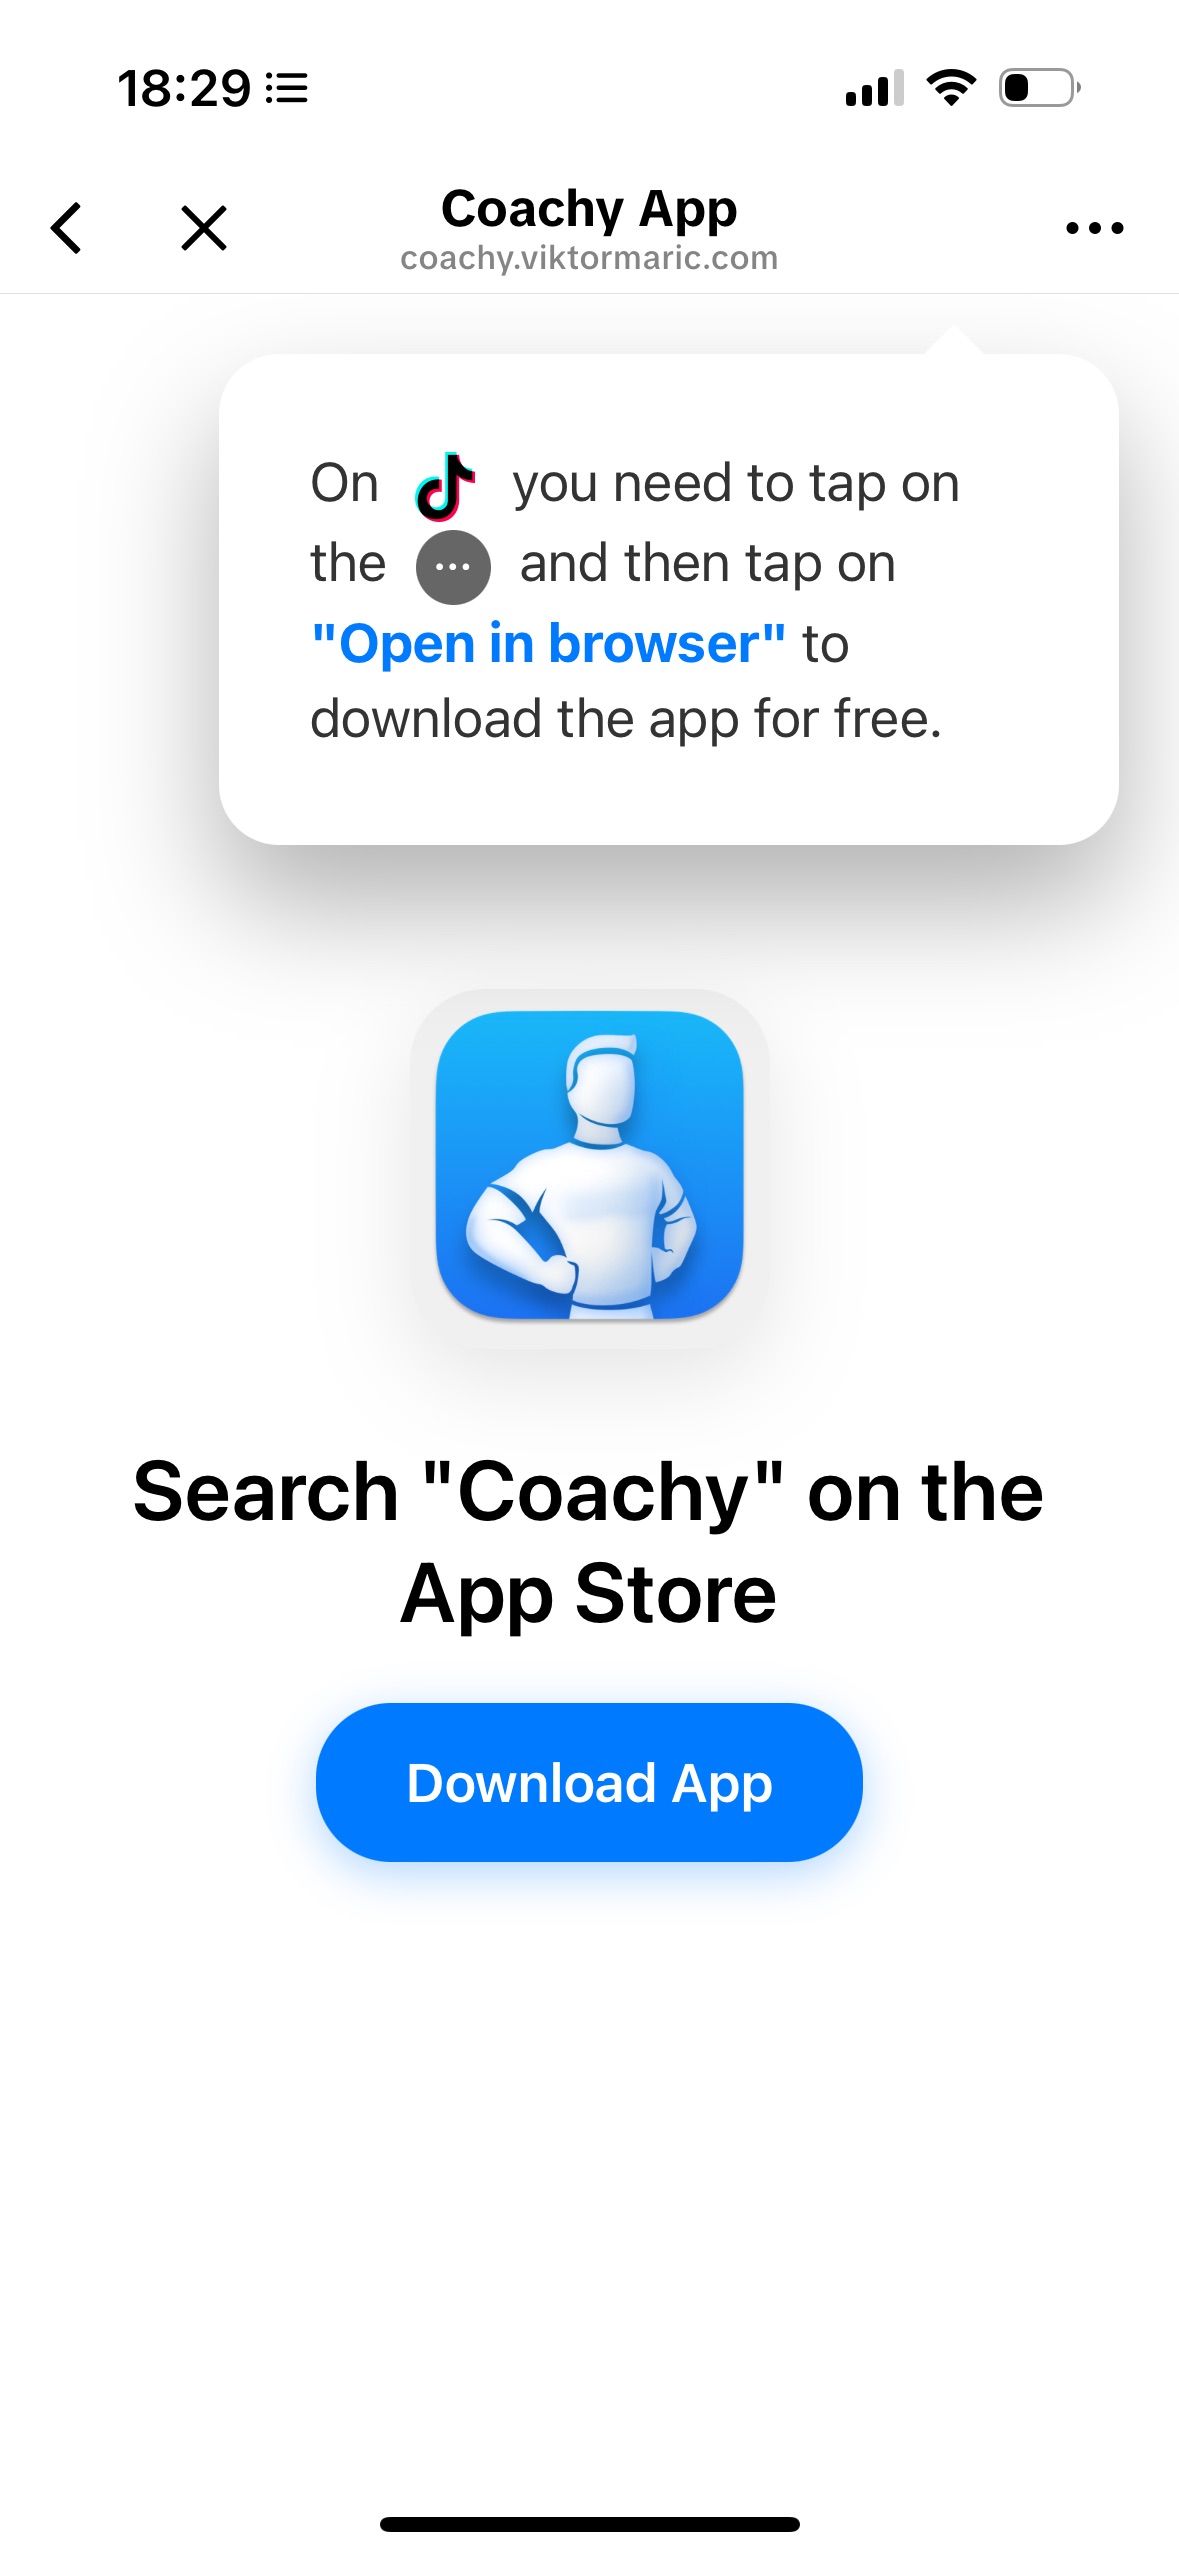 18:29
Coachy App
coachy.viktormaric.com
On you need to tap on
the ... and then tap on
"Open in browser" to
download the app for free.
Search "Coachy" on the
App Store
Download App